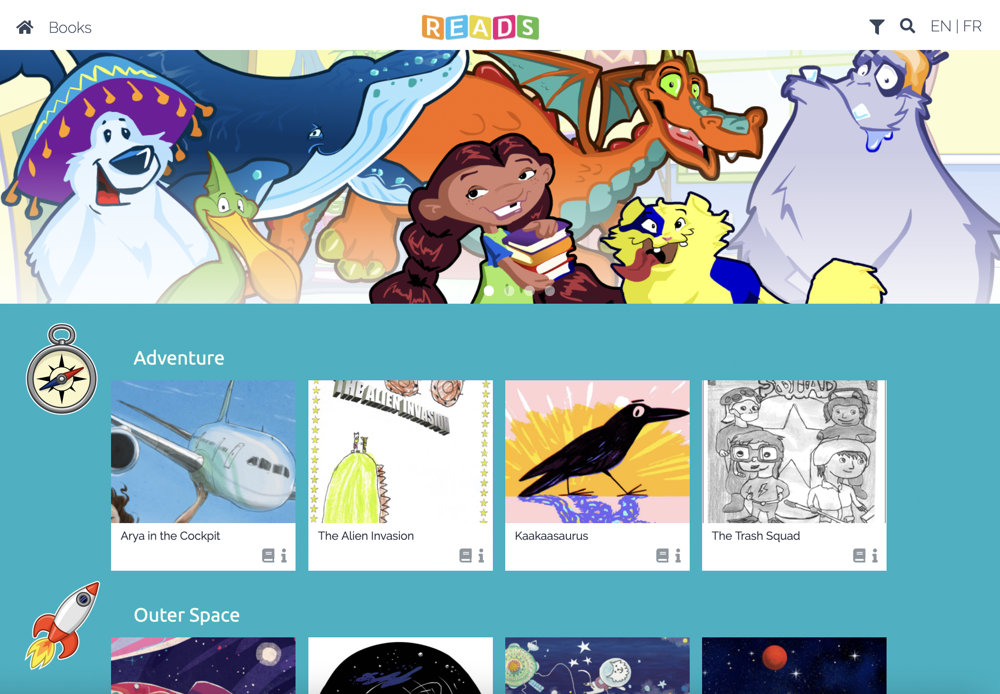 Books
READS
EN | FR
Adventure
THE ALIEN INVASION
SQUAD
Arya in the Cockpit
The Alien Invasion
Kaakaasaurus
The Trash Squad
Outer Space